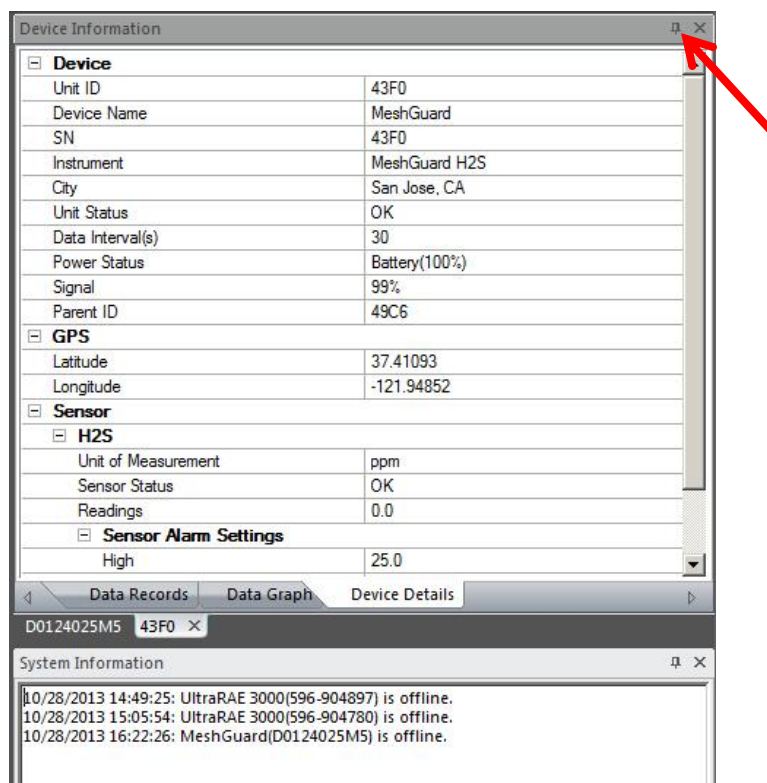 Device Information
Device
Unit ID 43F0
Device Name MeshGuard
SN 43F0
Instrument MeshGuard H2S
City San Jose, CA
Unit Status OK
Data Interval(s) 30
Power Status Battery(100%)
Signal 99%
Parent ID 49C6
GPS
Latitude 37.41093
Longitude -121.94852
Sensor
H2S
Unit of Measurement ppm
Sensor Status OK
Readings 0.0
Sensor Alarm Settings
High 25.0
Data Records Data Graph Device Details
D0124025M5 43F0
System Information
10/28/2013 14:49:25: UltraRAE 3000(596-904897) is offline.
10/28/2013 15:05:54: UltraRAE 3000(596-904780) is offline.
10/28/2013 16:22:26: MeshGuard(D0124025M5) is offline.